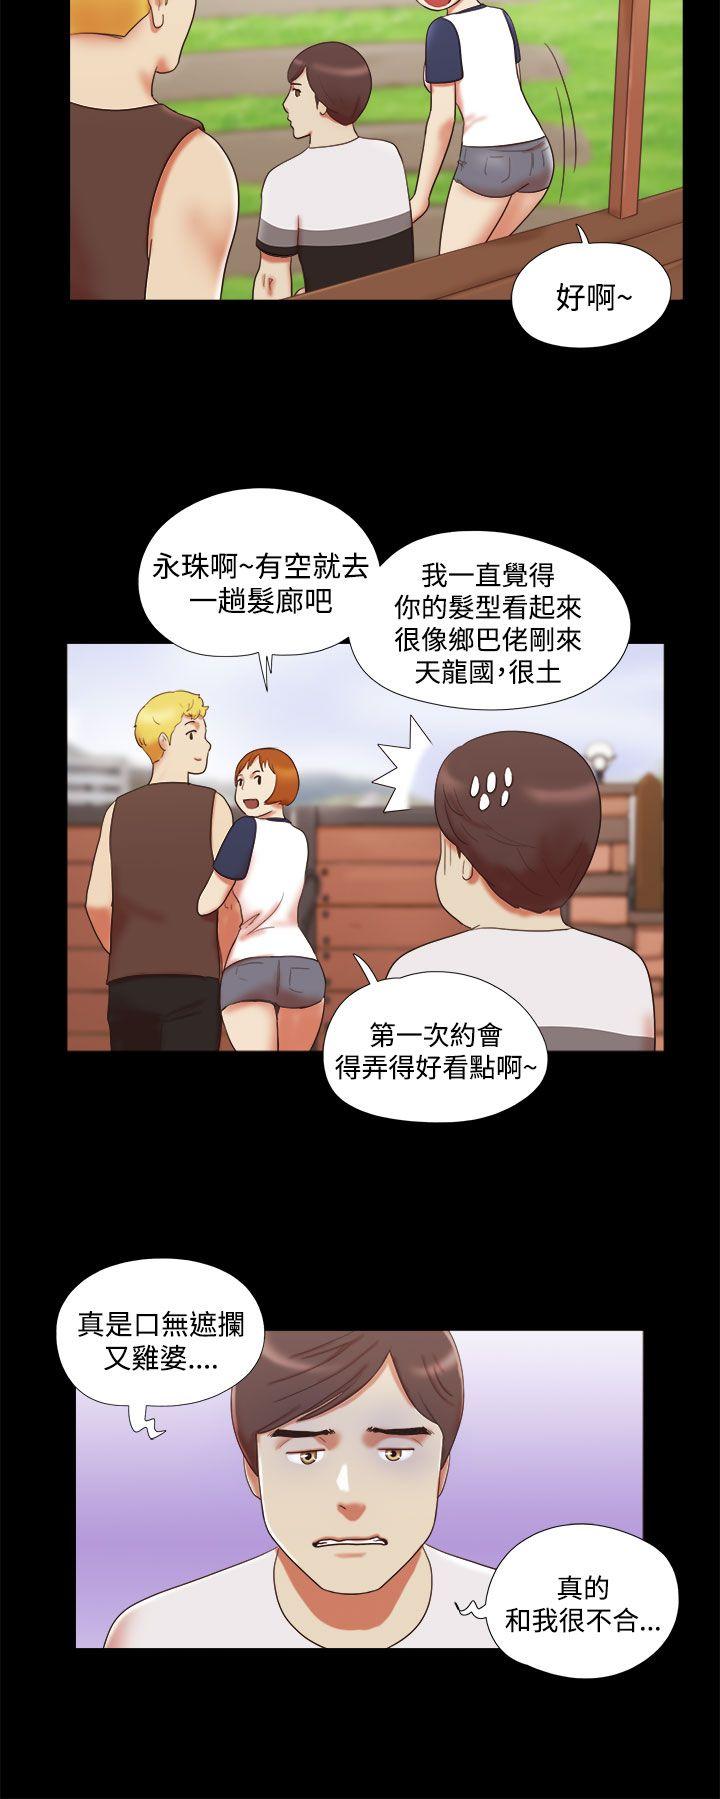 好啊~
永珠啊~有空就去
一趟髮廊吧
我一直覺得
你的髮型看起來
很像鄉巴佬剛來
天龍國，很土
第一次約會
得弄得好看點啊~
真是口無遮攔
又雞婆....
真的
和我很不合...